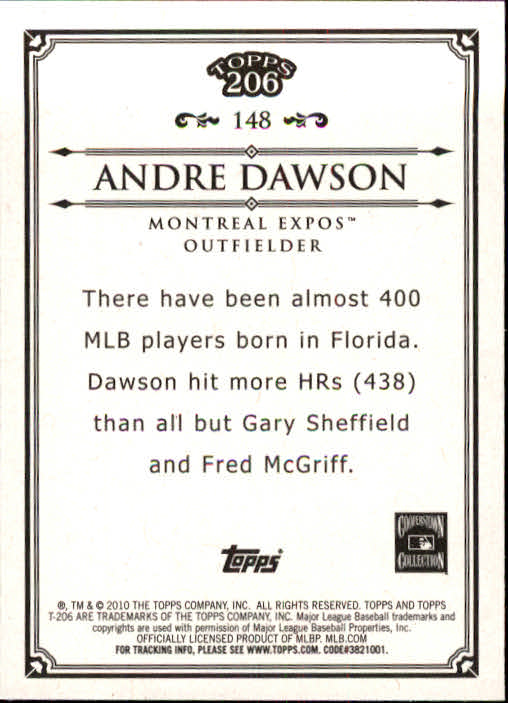 TOPPS
206
148
ANDRE DAWSON
MONTREAL EXPOS™
OUTFIELDER
There have been almost 400
MLB players born in Florida.
Dawson hit more HRs (438)
than all but Gary Sheffield
and Fred McGriff.
Topps
COOPERSTOWN
COLLECTION
®, TM & © 2010 THE TOPPS COMPANY, INC. ALL RIGHTS RESERVED. TOPPS AND TOPPS
T-206 ARE TRADEMARKS OF THE TOPPS COMPANY, INC. Major League Baseball trademarks and
copyrights are used with permission of Major League Baseball Properties, Inc.
OFFICIALLY LICENSED PRODUCT OF MLBP. MLB.COM
FOR TRACKING INFO, PLEASE SEE WWW.TOPPS.COM. CODE#3821001.